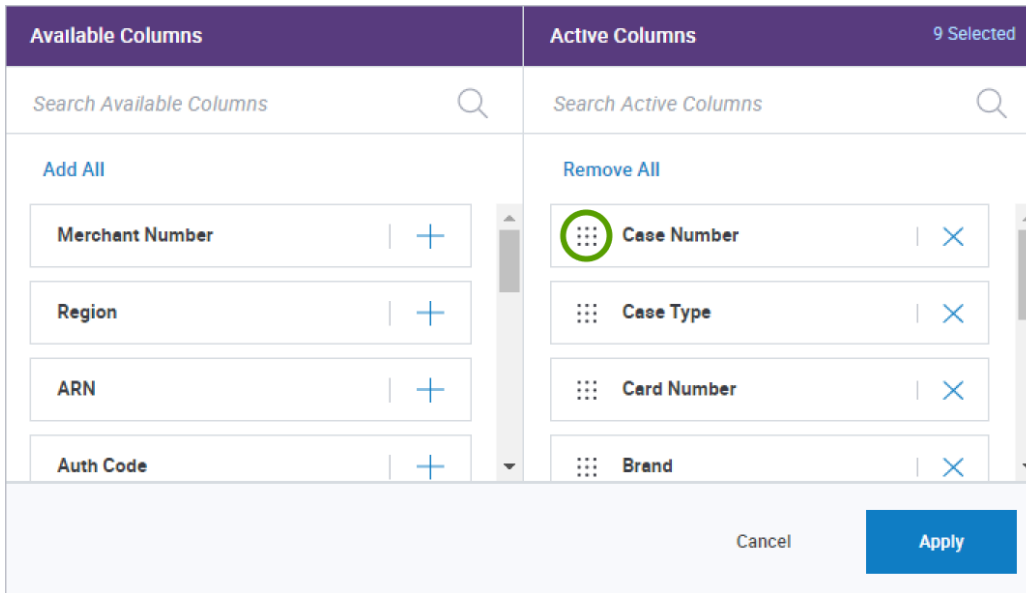 Available Columns
Active Columns
9 Selected
Search Available Columns
Search Active Columns
Add All
Remove All
Merchant Number
Case Number
Region
Case Type
ARN
Card Number
Auth Code
Brand
Cancel
Apply